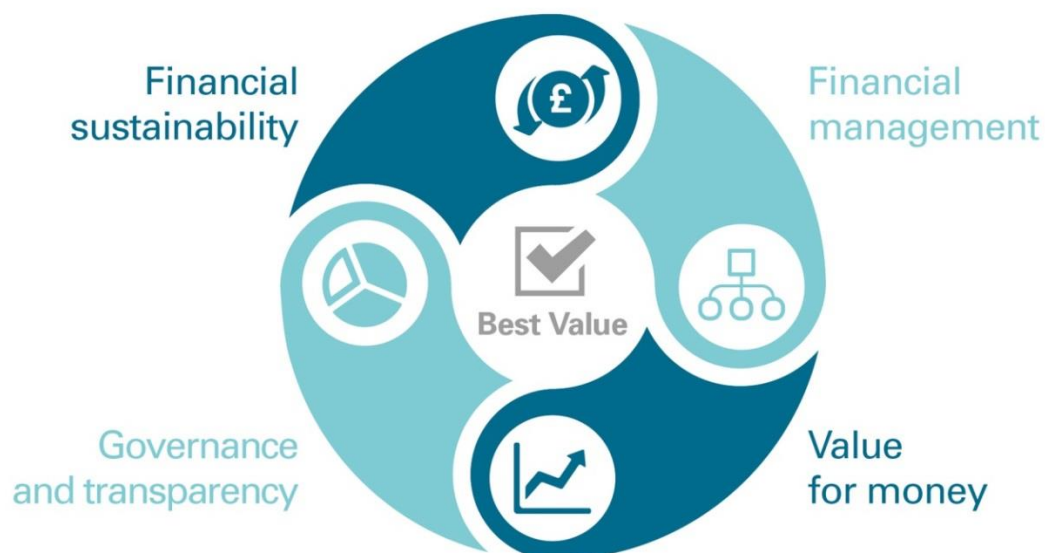 Financial
sustainability
Financial
management
£
Best Value
Governance
and transparency
Value
for money